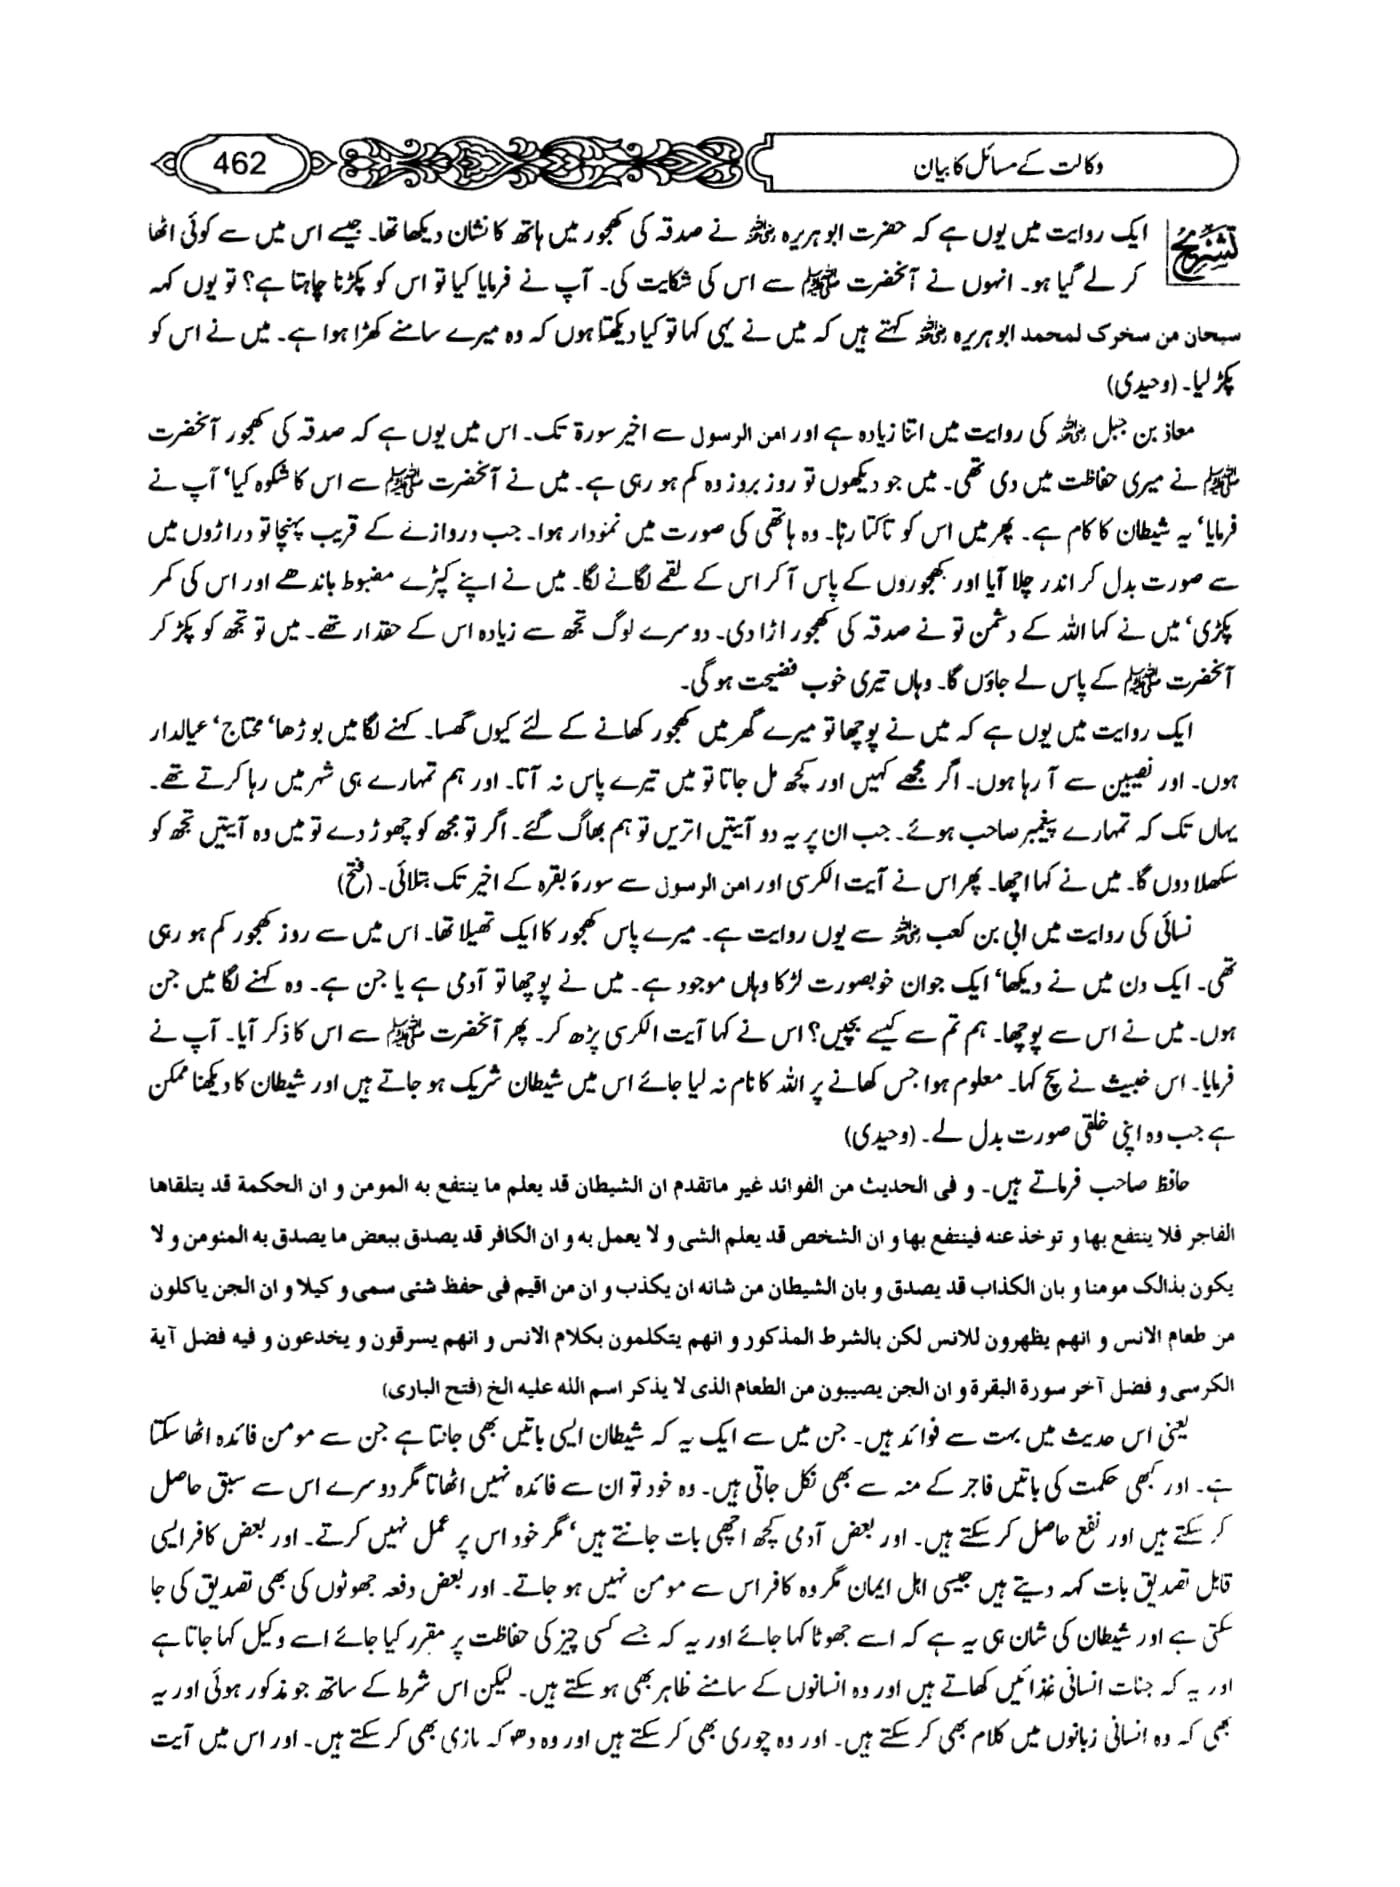 وکالت کے مسائل کا بیان
462
تشریح
ایک روایت میں یوں ہے کہ حضرت ابو ہریرہ رضی اللہ عنہ نے صدقہ کی کھجور میں ہاتھ کا نشان دیکھا تھا۔ جیسے اس میں سے کوئی اٹھا
کر لے گیا ہو۔ انہوں نے آنحضرت ﷺ سے اس کی شکایت کی۔ آپ نے فرمایا کیا تو اس کو پکڑنا چاہتا ہے؟ تو یوں کہہ
سبحان من سخرک لمحمد ابو ہریرہ رضی اللہ عنہ کہتے ہیں کہ میں نے یہی کہا تو کیا دیکھتا ہوں کہ وہ میرے سامنے کھڑا ہوا ہے۔ میں نے اس کو
پکڑ لیا۔ (وحیدی)
معاذ بن جبل رضی اللہ عنہ کی روایت میں اتنا زیادہ ہے اور امن الرسول سے اخیر سورۃ تک۔ اس میں یوں ہے کہ صدقہ کی کھجور آنحضرت
ﷺ نے میری حفاظت میں دی تھی۔ میں جو دیکھوں تو روز بروز وہ کم ہو رہی ہے۔ میں نے آنحضرت ﷺ سے اس کا شکوہ کیا‘ آپ نے
فرمایا‘ یہ شیطان کا کام ہے۔ پھر میں اس کو تاکتا رہا۔ وہ ہاتھی کی صورت میں نمودار ہوا۔ جب دروازے کے قریب پہنچا تو دراڑوں میں
سے صورت بدل کر اندر چلا آیا اور کھجوروں کے پاس آ کر اس کے لقمے لگانے لگا۔ میں نے اپنے کپڑے مضبوط باندھے اور اس کی کمر
پکڑی‘ میں نے کہا اللہ کے دشمن تو نے صدقہ کی کھجور اڑا دی۔ دوسرے لوگ تجھ سے زیادہ اس کے حقدار تھے۔ میں تو تجھ کو پکڑ کر
آنحضرت ﷺ کے پاس لے جاؤں گا۔ وہاں تیری خوب فضیحت ہو گی۔
ایک روایت میں یوں ہے کہ میں نے پوچھا تو میرے گھر میں کھجور کھانے کے لئے کیوں گھسا۔ کہنے لگا میں بوڑھا‘ محتاج‘ عیالدار
ہوں۔ اور نصیبین سے آ رہا ہوں۔ اگر مجھے کہیں اور کچھ مل جاتا تو میں تیرے پاس نہ آتا۔ اور ہم تمہارے ہی شہر میں رہا کرتے تھے۔
یہاں تک کہ تمہارے پیغمبر صاحب ہوئے۔ جب ان پر یہ دو آیتیں اتریں تو ہم بھاگ گئے۔ اگر تو مجھ کو چھوڑ دے تو میں وہ آیتیں تجھ کو
سکھلا دوں گا۔ میں نے کہا اچھا۔ پھر اس نے آیت الکرسی اور امن الرسول سے سورۂ بقرہ کے اخیر تک بتلائی۔ (فتح)
نسائی کی روایت میں ابی بن کعب رضی اللہ عنہ سے یوں روایت ہے۔ میرے پاس کھجور کا ایک تھیلا تھا۔ اس میں سے روز کھجور کم ہو رہی
تھی۔ ایک دن میں نے دیکھا‘ ایک جوان خوبصورت لڑکا وہاں موجود ہے۔ میں نے پوچھا تو آدمی ہے یا جن ہے۔ وہ کہنے لگا میں جن
ہوں۔ میں نے اس سے پوچھا۔ ہم تم سے کیسے بچیں؟ اس نے کہا آیت الکرسی پڑھ کر۔ پھر آنحضرت ﷺ سے اس کا ذکر آیا۔ آپ نے
فرمایا۔ اس خبیث نے سچ کہا۔ معلوم ہوا جس کھانے پر اللہ کا نام نہ لیا جائے اس میں شیطان شریک ہو جاتے ہیں اور شیطان کا دیکھنا ممکن
ہے جب وہ اپنی خلقی صورت بدل لے۔ (وحیدی)
حافظ صاحب فرماتے ہیں۔ و فی الحدیث من الفوائد غیر ماتقدم ان الشیطان قد یعلم ما ینتفع به المومن و ان الحکمة قد یتلقاها
الفاجر فلا ینتفع بها و توخذ عنه فینتفع بها و ان الشخص قد یعلم الشی و لا یعمل به و ان الکافر قد یصدق ببعض ما یصدق به المئومن و لا
یکون بذالک مومنا و بان الکذاب قد یصدق و بان الشیطان من شانه ان یکذب و ان من اقیم فی حفظ شئی سمی و کیلا و ان الجن یاکلون
من طعام الانس و انهم یظهرون للانس لکن بالشرط المذکور و انهم یتکلمون بکلام الانس و انهم یسرقون و یخدعون و فیه فضل آیة
الکرسی و فضل آخر سورة البقرة و ان الجن یصیبون من الطعام الذی لا یذکر اسم الله علیه الخ (فتح الباری)
یعنی اس حدیث میں بہت سے فوائد ہیں۔ جن میں سے ایک یہ کہ شیطان ایسی باتیں بھی جانتا ہے جن سے مومن فائدہ اٹھا سکتا
ہے۔ اور کبھی حکمت کی باتیں فاجر کے منہ سے بھی نکل جاتی ہیں۔ وہ خود تو ان سے فائدہ نہیں اٹھاتا مگر دوسرے اس سے سبق حاصل
کر سکتے ہیں اور نفع حاصل کر سکتے ہیں۔ اور بعض آدمی کچھ اچھی بات جانتے ہیں‘ مگر خود اس پر عمل نہیں کرتے۔ اور بعض کافر ایسی
قابل تصدیق بات کہہ دیتے ہیں جیسی اہل ایمان مگر وہ کافر اس سے مومن نہیں ہو جاتے۔ اور بعض دفعہ جھوٹوں کی بھی تصدیق کی جا
سکتی ہے اور شیطان کی شان ہی یہ ہے کہ اسے جھوٹا کہا جائے اور یہ کہ جسے کسی چیز کی حفاظت پر مقرر کیا جائے اسے وکیل کہا جاتا ہے
اور یہ کہ جنات انسانی غذائیں کھاتے ہیں اور وہ انسانوں کے سامنے ظاہر بھی ہو سکتے ہیں۔ لیکن اس شرط کے ساتھ جو مذکور ہوئی اور یہ
بھی کہ وہ انسانی زبانوں میں کلام بھی کر سکتے ہیں۔ اور وہ چوری بھی کر سکتے ہیں اور وہ دھوکہ بازی بھی کر سکتے ہیں۔ اور اس میں آیت